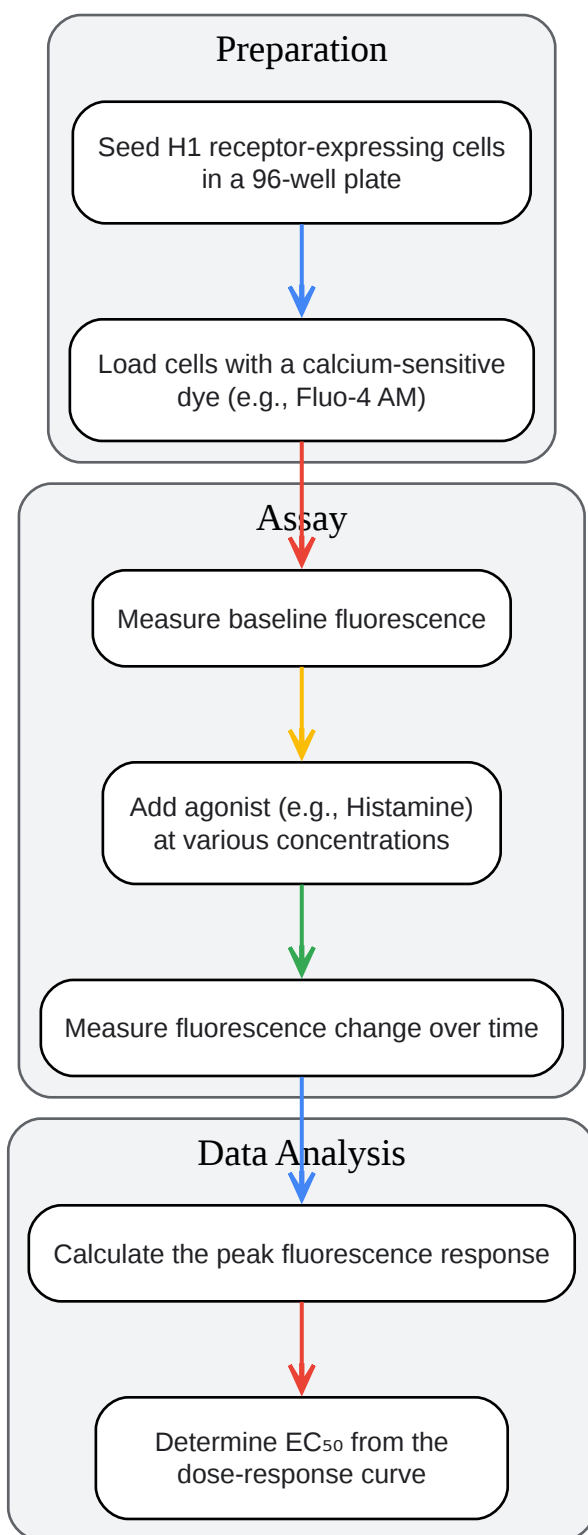 Preparation
Seed H1 receptor-expressing cells
in a 96-well plate
Load cells with a calcium-sensitive
dye (e.g., Fluo-4 AM)
Assay
Measure baseline fluorescence
Add agonist (e.g., Histamine)
at various concentrations
Measure fluorescence change over time
Data Analysis
Calculate the peak fluorescence response
Determine EC₅₀ from the
dose-response curve